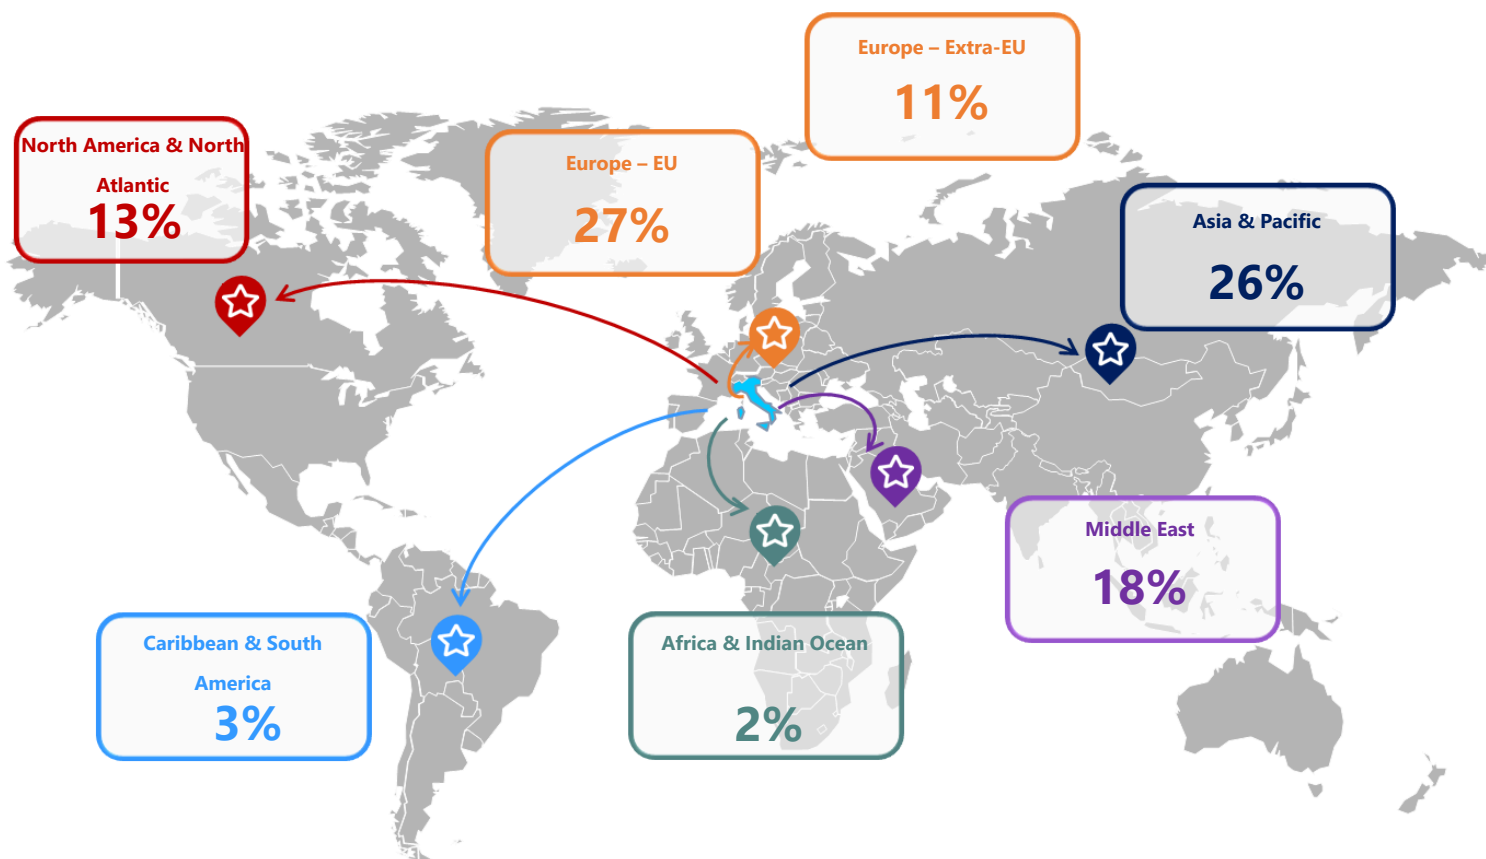 Europe – Extra-EU
11%
North America & North
Atlantic
13%
Europe – EU
27%
Asia & Pacific
26%
Middle East
18%
Caribbean & South
America
3%
Africa & Indian Ocean
2%